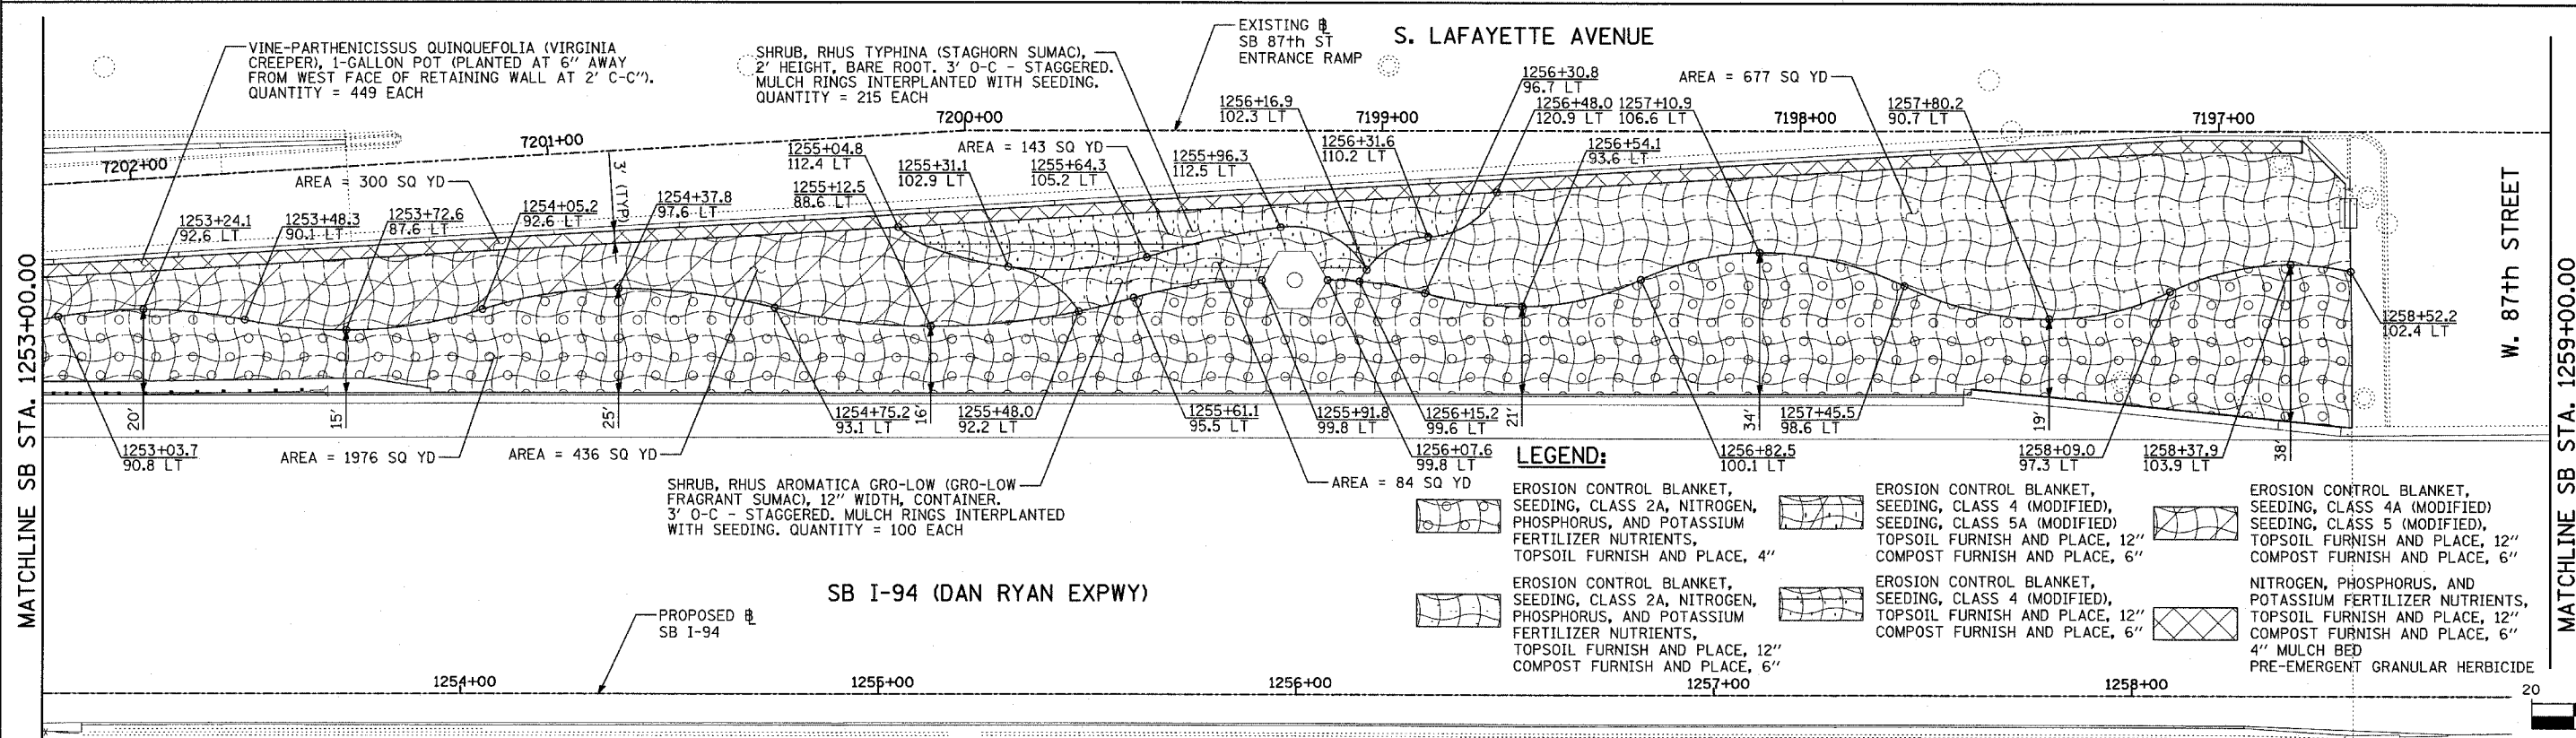 VINE-PARTHENICISSUS QUINQUEFOLIA (VIRGINIA
CREEPER), 1-GALLON POT (PLANTED AT 6" AWAY
FROM WEST FACE OF RETAINING WALL AT 2' C-C").
QUANTITY = 449 EACH
SHRUB, RHUS TYPHINA (STAGHORN SUMAC),
2' HEIGHT, BARE ROOT. 3' O-C - STAGGERED.
MULCH RINGS INTERPLANTED WITH SEEDING.
QUANTITY = 215 EACH
EXISTING ℄
SB 87th ST
ENTRANCE RAMP
S. LAFAYETTE AVENUE
AREA = 677 SQ YD
7202+00
7201+00
7200+00
7199+00
7198+00
7197+00
AREA = 300 SQ YD
3' (TYP)
AREA = 143 SQ YD
1253+24.1
92.6 LT
1253+48.3
90.1 LT
1253+72.6
87.6 LT
1254+05.2
92.6 LT
1254+37.8
97.6 LT
1255+04.8
112.4 LT
1255+12.5
88.6 LT
1255+31.1
102.9 LT
1255+64.3
105.2 LT
1255+96.3
112.5 LT
1256+16.9
102.3 LT
1256+31.6
110.2 LT
1256+30.8
96.7 LT
1256+48.0
120.9 LT
1257+10.9
106.6 LT
1256+54.1
93.6 LT
1257+80.2
90.7 LT
1258+52.2
102.4 LT
MATCHLINE SB STA. 1253+00.00
W. 87th STREET
MATCHLINE SB STA. 1259+00.00
20'
15'
25'
16'
21'
34'
19'
38'
1253+03.7
90.8 LT
AREA = 1976 SQ YD
AREA = 436 SQ YD
1254+75.2
93.1 LT
1255+48.0
92.2 LT
1255+61.1
95.5 LT
1255+91.8
99.8 LT
1256+15.2
99.6 LT
1256+07.6
99.8 LT
1256+82.5
100.1 LT
1257+45.5
98.6 LT
1258+09.0
97.3 LT
1258+37.9
103.9 LT
AREA = 84 SQ YD
SHRUB, RHUS AROMATICA GRO-LOW (GRO-LOW
FRAGRANT SUMAC), 12" WIDTH, CONTAINER.
3' O-C - STAGGERED. MULCH RINGS INTERPLANTED
WITH SEEDING. QUANTITY = 100 EACH
LEGEND:
EROSION CONTROL BLANKET,
SEEDING, CLASS 2A, NITROGEN,
PHOSPHORUS, AND POTASSIUM
FERTILIZER NUTRIENTS,
TOPSOIL FURNISH AND PLACE, 4"
EROSION CONTROL BLANKET,
SEEDING, CLASS 4 (MODIFIED),
SEEDING, CLASS 5A (MODIFIED)
TOPSOIL FURNISH AND PLACE, 12"
COMPOST FURNISH AND PLACE, 6"
EROSION CONTROL BLANKET,
SEEDING, CLASS 4A (MODIFIED)
SEEDING, CLASS 5 (MODIFIED),
TOPSOIL FURNISH AND PLACE, 12"
COMPOST FURNISH AND PLACE, 6"
EROSION CONTROL BLANKET,
SEEDING, CLASS 2A, NITROGEN,
PHOSPHORUS, AND POTASSIUM
FERTILIZER NUTRIENTS,
TOPSOIL FURNISH AND PLACE, 12"
COMPOST FURNISH AND PLACE, 6"
EROSION CONTROL BLANKET,
SEEDING, CLASS 4 (MODIFIED),
TOPSOIL FURNISH AND PLACE, 12"
COMPOST FURNISH AND PLACE, 6"
NITROGEN, PHOSPHORUS, AND
POTASSIUM FERTILIZER NUTRIENTS,
TOPSOIL FURNISH AND PLACE, 12"
COMPOST FURNISH AND PLACE, 6"
4" MULCH BED
PRE-EMERGENT GRANULAR HERBICIDE
SB I-94 (DAN RYAN EXPWY)
PROPOSED ℄
SB I-94
1254+00
1255+00
1256+00
1257+00
1258+00
20